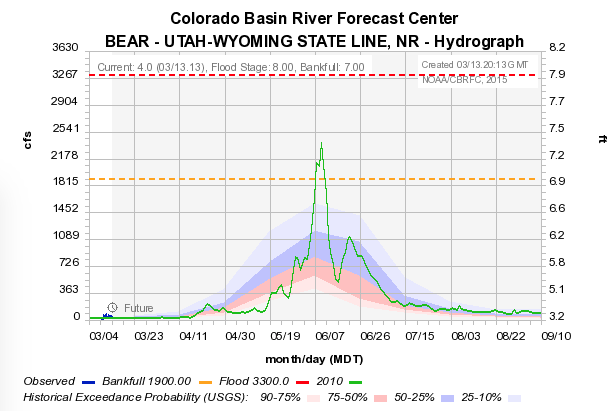 Colorado Basin River Forecast Center
BEAR - UTAH-WYOMING STATE LINE, NR - Hydrograph
3630 8.2
Current: 4.0 (03/13.13), Flood Stage: 8.00, Bankfull: 7.00 Created 03/13.20:13 GMT
3267 7.9
NOAA/CBRFC, 2015
2904 7.7
2541 7.5
cfs ft
2178 7.2
1815 6.9
1452 6.6
1089 6.2
726 5.8
363 5.1
Future
0 3.2
03/04 03/23 04/11 04/30 05/19 06/07 06/26 07/15 08/03 08/22 09/10
month/day (MDT)
Observed Bankfull 1900.00 Flood 3300.0 2010
Historical Exceedance Probability (USGS): 90-75% 75-50% 50-25% 25-10%